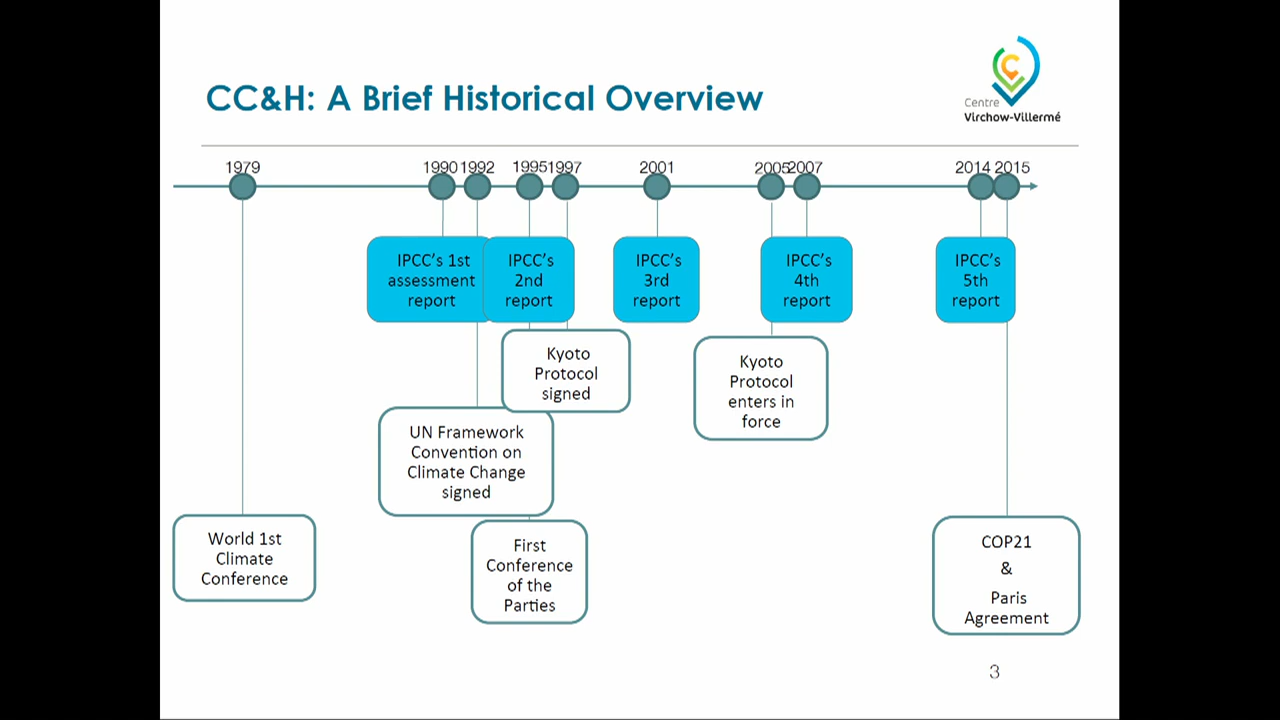 CC&H: A Brief Historical Overview
Centre
Virchow-Villermé
1979
1990
1992
1995
1997
2001
2005
2007
2014
2015
IPCC's 1st
assessment
report
IPCC's
2nd
report
IPCC's
3rd
report
IPCC's
4th
report
IPCC's
5th
report
Kyoto
Protocol
signed
Kyoto
Protocol
enters in
force
UN Framework
Convention on
Climate Change
signed
World 1st
Climate
Conference
First
Conference
of the
Parties
COP21
&
Paris
Agreement
3